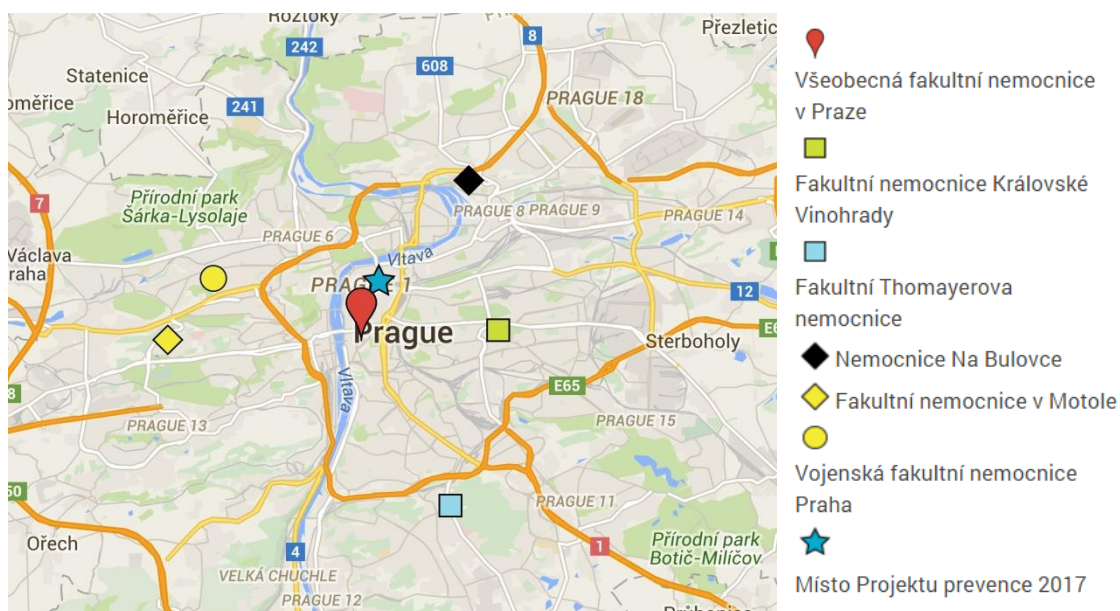 Roztoky
Přezletic
8
242
608
Statenice
PRAGUE 18
oměřice
241
Horoměřice
Přírodní park
Šárka-Lysolaje
7
PRAGUE 8
PRAGUE 9
PRAGUE 14
PRAGUE 6
Václava
raha
Vltava
PRAGUE 1
12
Prague
Sterboholy
E65
Vltava
8
PRAGUE 13
PRAGUE 15
50
PRAGUE 11
Ořech
1
Přírodní park
Botič-Milíčov
4
VELKÁ CHUCHLE
PRAGUE 12
Všeobecná fakultní nemocnice
v Praze
Fakultní nemocnice Královské
Vinohrady
Fakultní Thomayerova
nemocnice
Nemocnice Na Bulovce
Fakultní nemocnice v Motole
Vojenská fakultní nemocnice
Praha
Místo Projektu prevence 2017